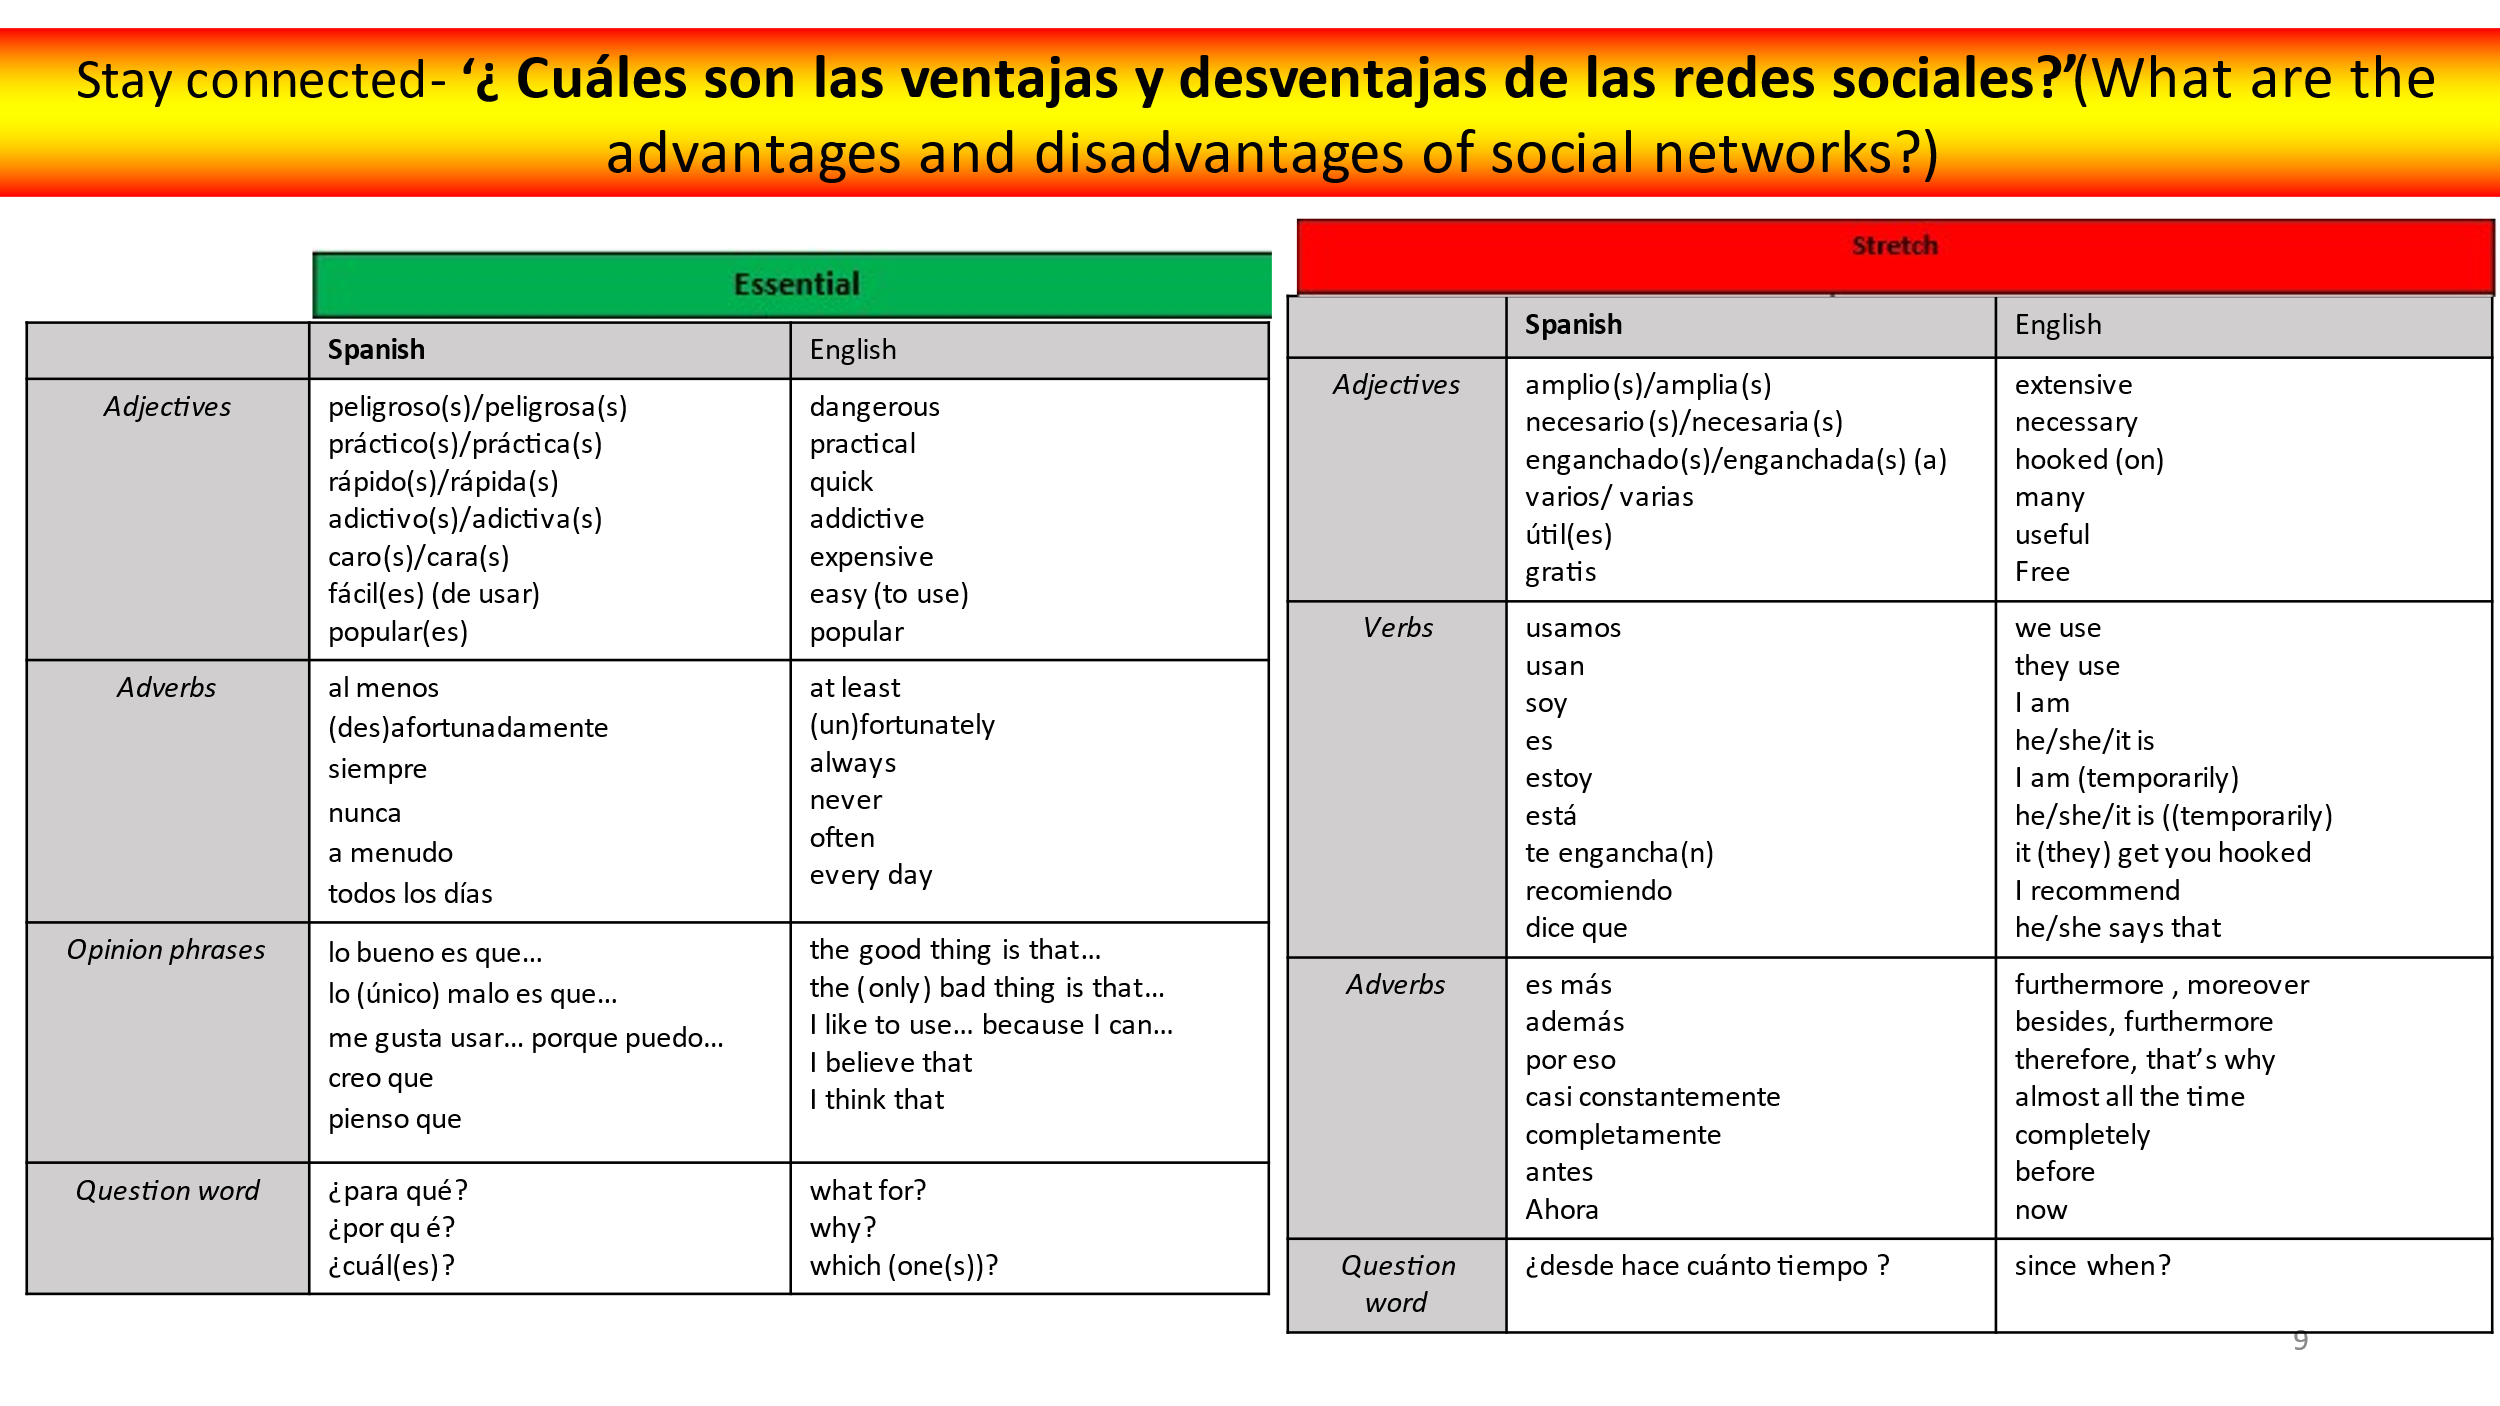 Stay connected- ‘¿ Cuáles son las ventajas y desventajas de las redes sociales?’(What are the
advantages and disadvantages of social networks?)
Essential
Spanish English
Adjectives
peligroso(s)/peligrosa(s) dangerous
práctico(s)/práctica(s) practical
rápido(s)/rápida(s) quick
adictivo(s)/adictiva(s) addictive
caro(s)/cara(s) expensive
fácil(es) (de usar) easy (to use)
popular(es) popular
Adverbs
al menos at least
(des)afortunadamente (un)fortunately
siempre always
nunca never
a menudo often
todos los días every day
Opinion phrases
lo bueno es que... the good thing is that...
lo (único) malo es que... the (only) bad thing is that...
me gusta usar... porque puedo... I like to use... because I can...
creo que I believe that
pienso que I think that
Question word
¿para qué? what for?
¿por qu é? why?
¿cuál(es)? which (one(s))?
Stretch
Spanish English
Adjectives
amplio(s)/amplia(s) extensive
necesario(s)/necesaria(s) necessary
enganchado(s)/enganchada(s) (a) hooked (on)
varios/ varias many
útil(es) useful
gratis Free
Verbs
usamos we use
usan they use
soy I am
es he/she/it is
estoy I am (temporarily)
está he/she/it is ((temporarily)
te engancha(n) it (they) get you hooked
recomiendo I recommend
dice que he/she says that
Adverbs
es más furthermore , moreover
además besides, furthermore
por eso therefore, that’s why
casi constantemente almost all the time
completamente completely
antes before
Ahora now
Question
word
¿desde hace cuánto tiempo ? since when?
9